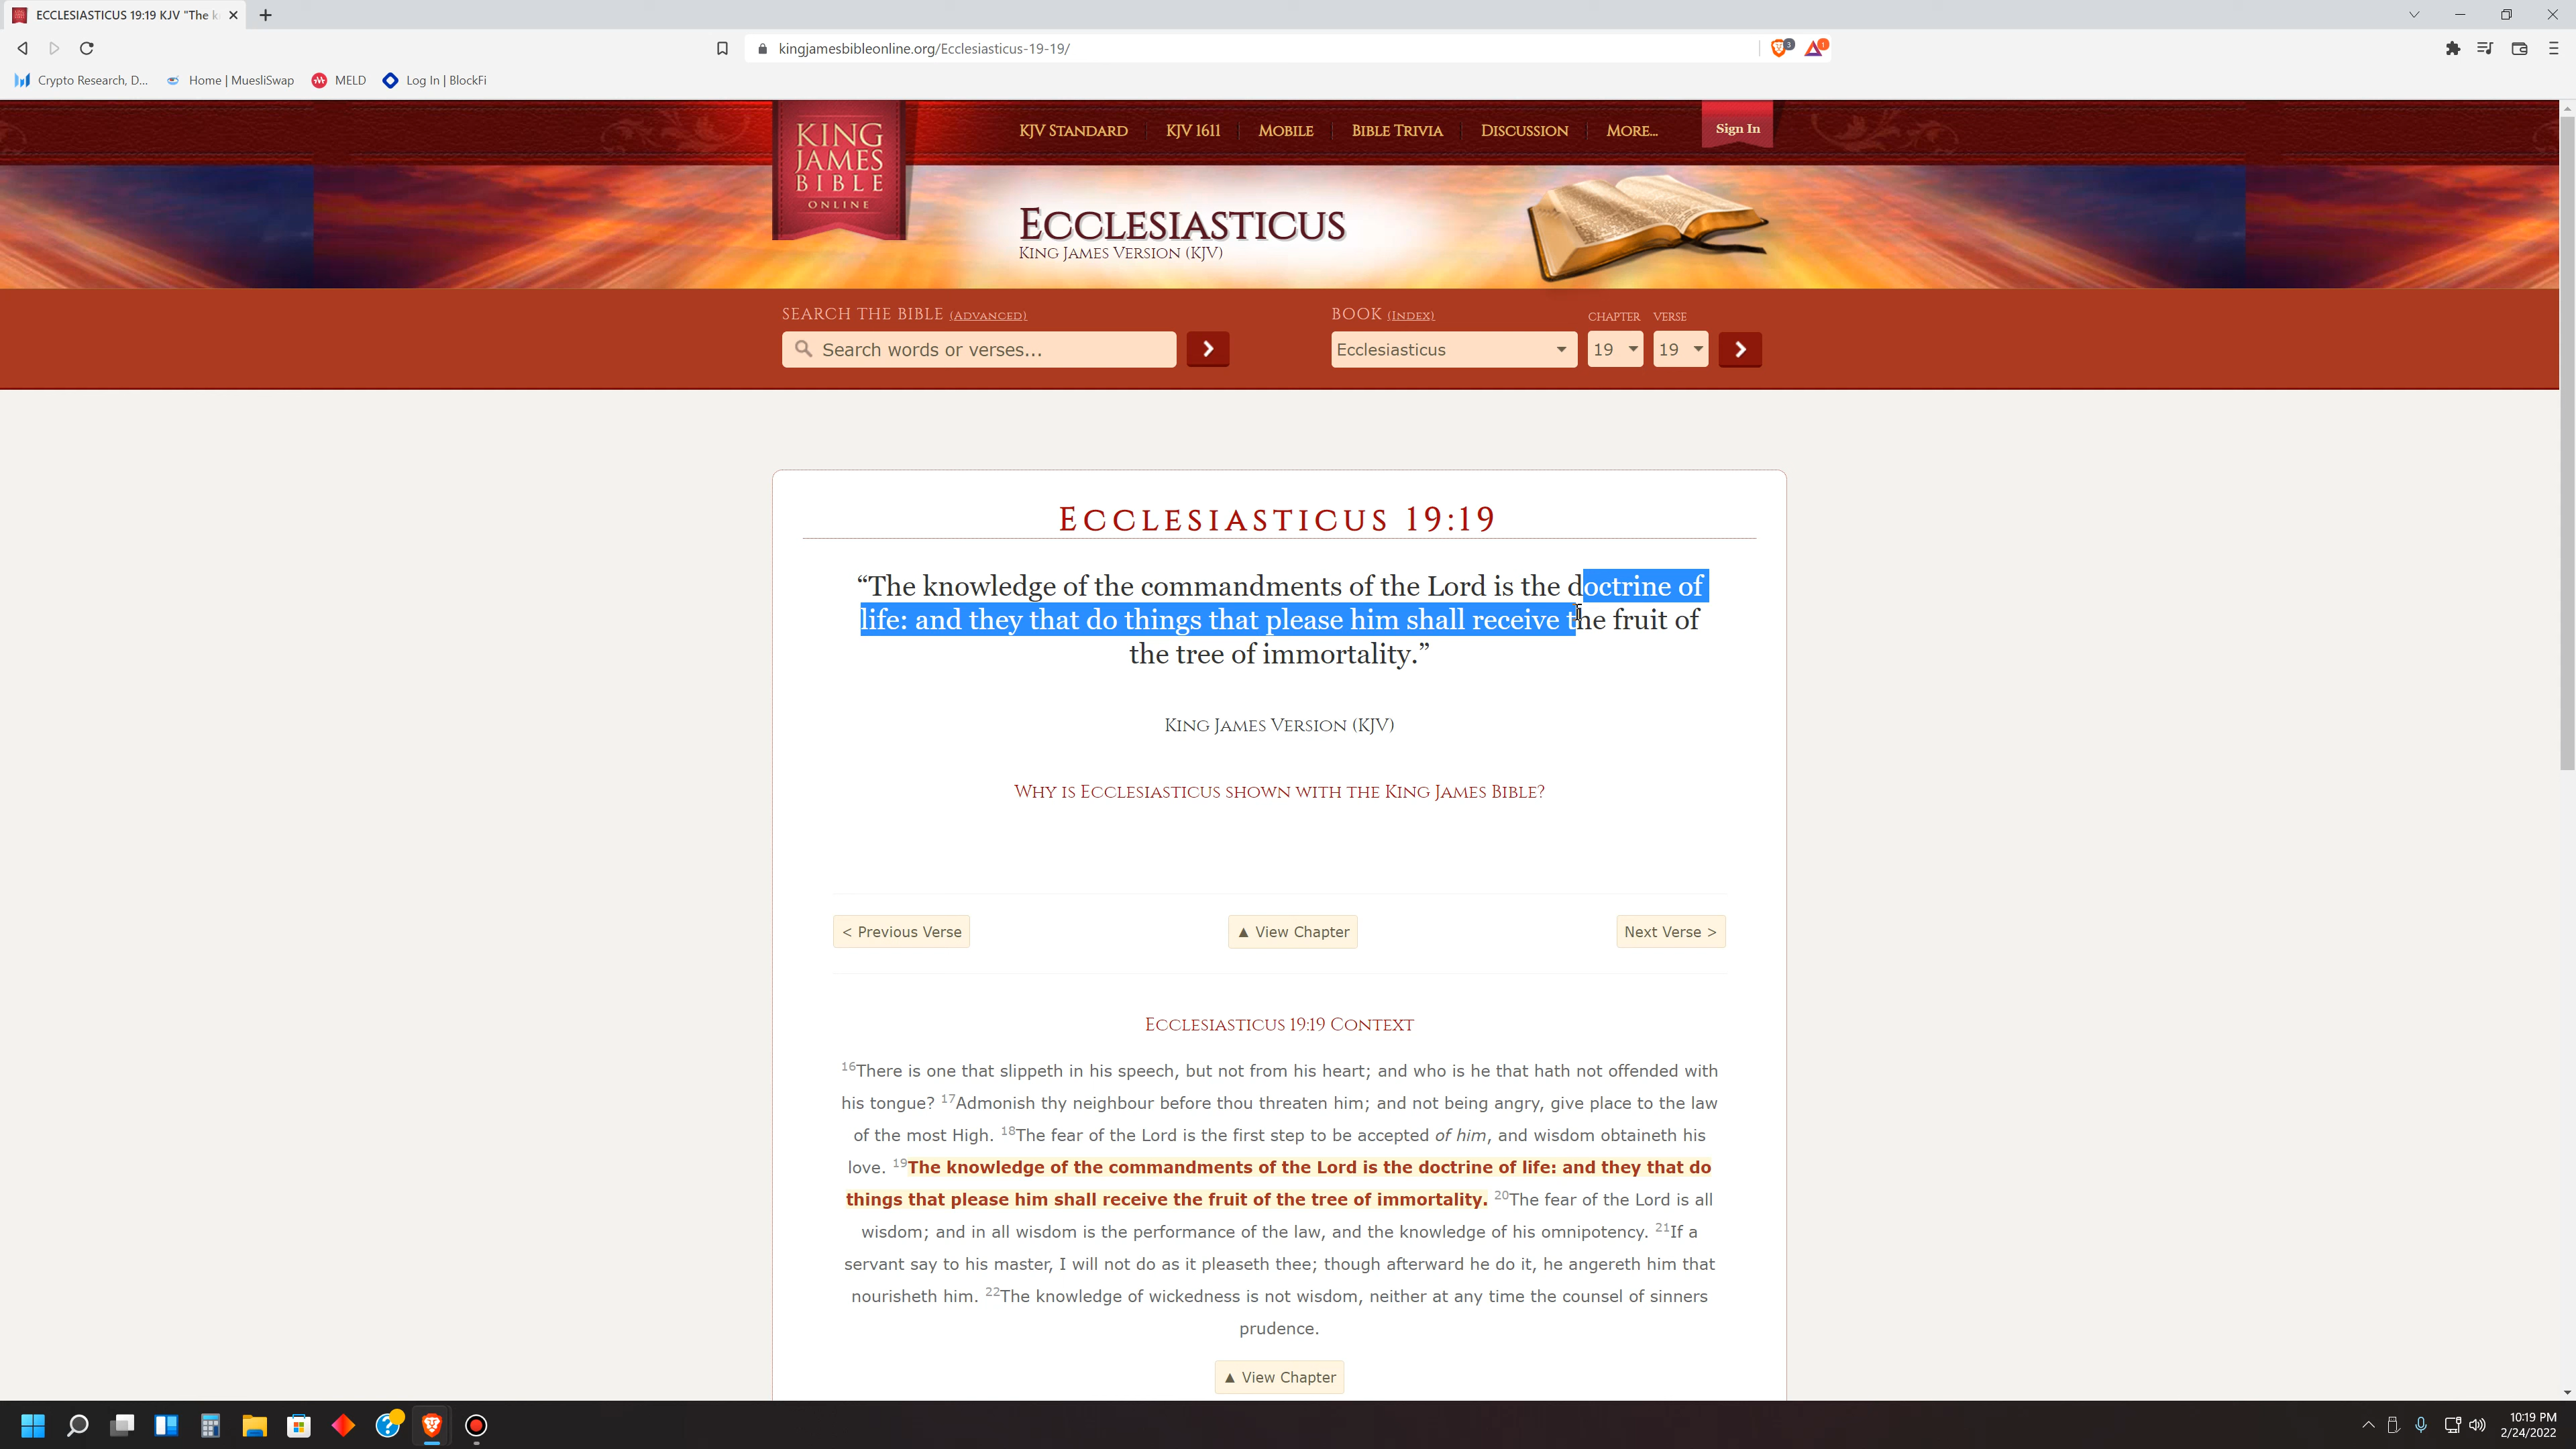 ECCLESIASTICUS 19:19 KJV "The k
kingjamesbibleonline.org/Ecclesiasticus-19-19/
3
1
Crypto Research, D...
Home | MuesliSwap
MELD
Log In | BlockFi
KING
JAMES
BIBLE
ONLINE
KJV STANDARD
KJV 1611
MOBILE
BIBLE TRIVIA
DISCUSSION
MORE...
Sign In
ECCLESIASTICUS
KING JAMES VERSION (KJV)
SEARCH THE BIBLE (ADVANCED)
BOOK (INDEX)
CHAPTER
VERSE
Search words or verses...
Ecclesiasticus
19
19
ECCLESIASTICUS 19:19
“The knowledge of the commandments of the Lord is the doctrine of
life: and they that do things that please him shall receive the fruit of
the tree of immortality.”
KING JAMES VERSION (KJV)
WHY IS ECCLESIASTICUS SHOWN WITH THE KING JAMES BIBLE?
< Previous Verse
▲ View Chapter
Next Verse >
ECCLESIASTICUS 19:19 CONTEXT
16There is one that slippeth in his speech, but not from his heart; and who is he that hath not offended with
his tongue? 17Admonish thy neighbour before thou threaten him; and not being angry, give place to the law
of the most High. 18The fear of the Lord is the first step to be accepted of him, and wisdom obtaineth his
love. 19The knowledge of the commandments of the Lord is the doctrine of life: and they that do
things that please him shall receive the fruit of the tree of immortality. 20The fear of the Lord is all
wisdom; and in all wisdom is the performance of the law, and the knowledge of his omnipotency. 21If a
servant say to his master, I will not do as it pleaseth thee; though afterward he do it, he angereth him that
nourisheth him. 22The knowledge of wickedness is not wisdom, neither at any time the counsel of sinners
prudence.
▲ View Chapter
10:19 PM
2/24/2022